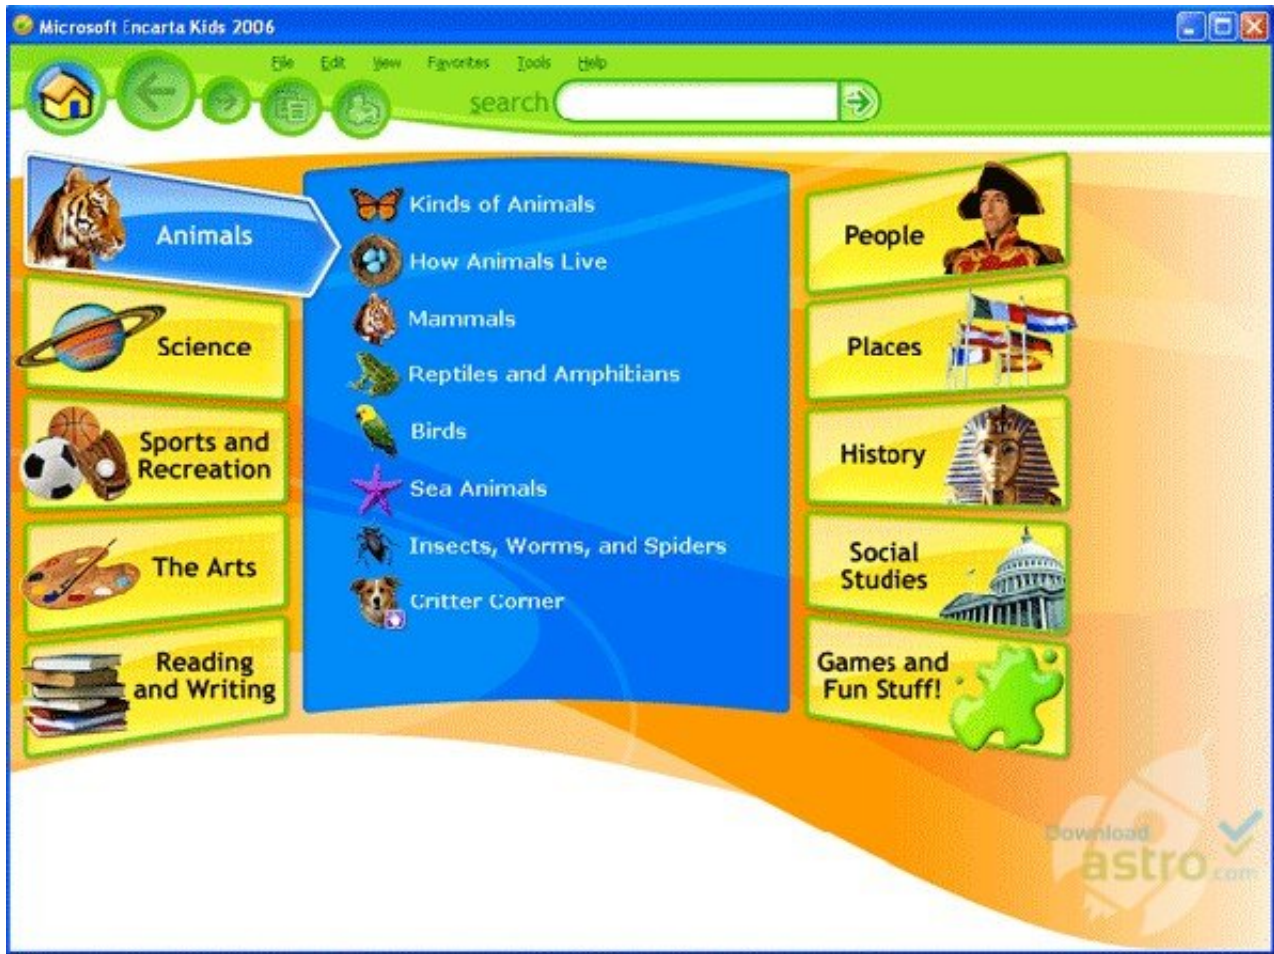 Microsoft Encarta Kids 2006
File Edit View Favorites Tools Help
search
Animals
Science
Sports and
Recreation
The Arts
Reading
and Writing
Kinds of Animals
How Animals Live
Mammals
Reptiles and Amphibians
Birds
Sea Animals
Insects, Worms, and Spiders
Critter Corner
People
Places
History
Social
Studies
Games and
Fun Stuff!
Download
astro.com